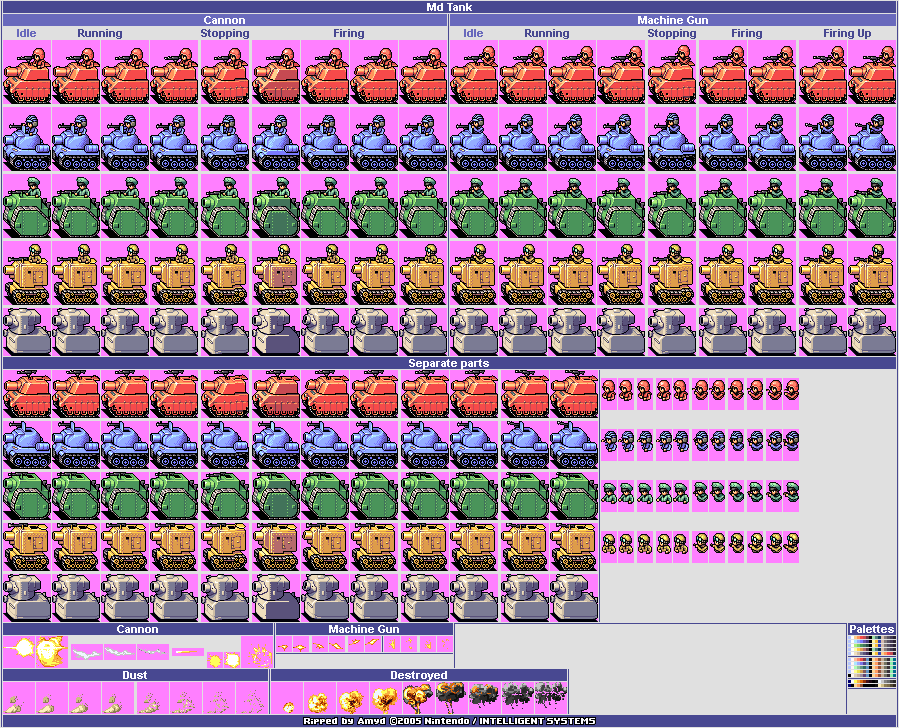 Md Tank
Cannon Machine Gun
Idle Running Stopping Firing Idle Running Stopping Firing Firing Up
Separate parts
Cannon Machine Gun Palettes
Dust Destroyed
Ripped by Amyd ©2005 Nintendo / INTELLIGENT SYSTEMS